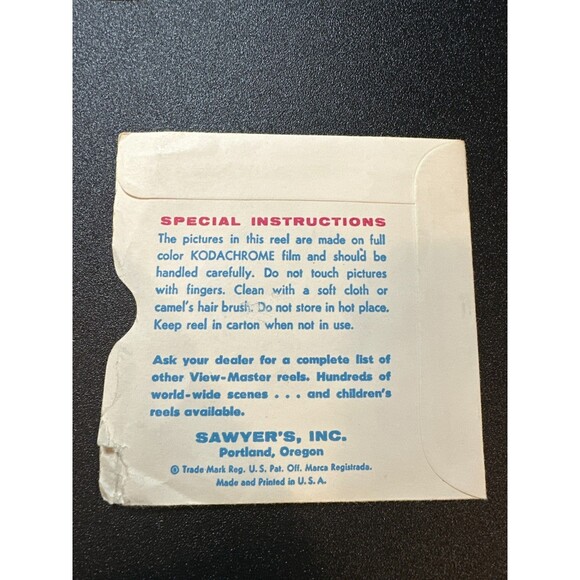 SPECIAL INSTRUCTIONS
The pictures in this reel are made on full
color KODACHROME film and should be
handled carefully. Do not touch pictures
with fingers. Clean with a soft cloth or
camel's hair brush. Do not store in hot place.
Keep reel in carton when not in use.
Ask your dealer for a complete list of
other View-Master reels. Hundreds of
world-wide scenes . . . and children's
reels available.
SAWYER'S, INC.
Portland, Oregon
® Trade Mark Reg. U. S. Pat. Off. Marca Registrada.
Made and Printed in U. S. A.